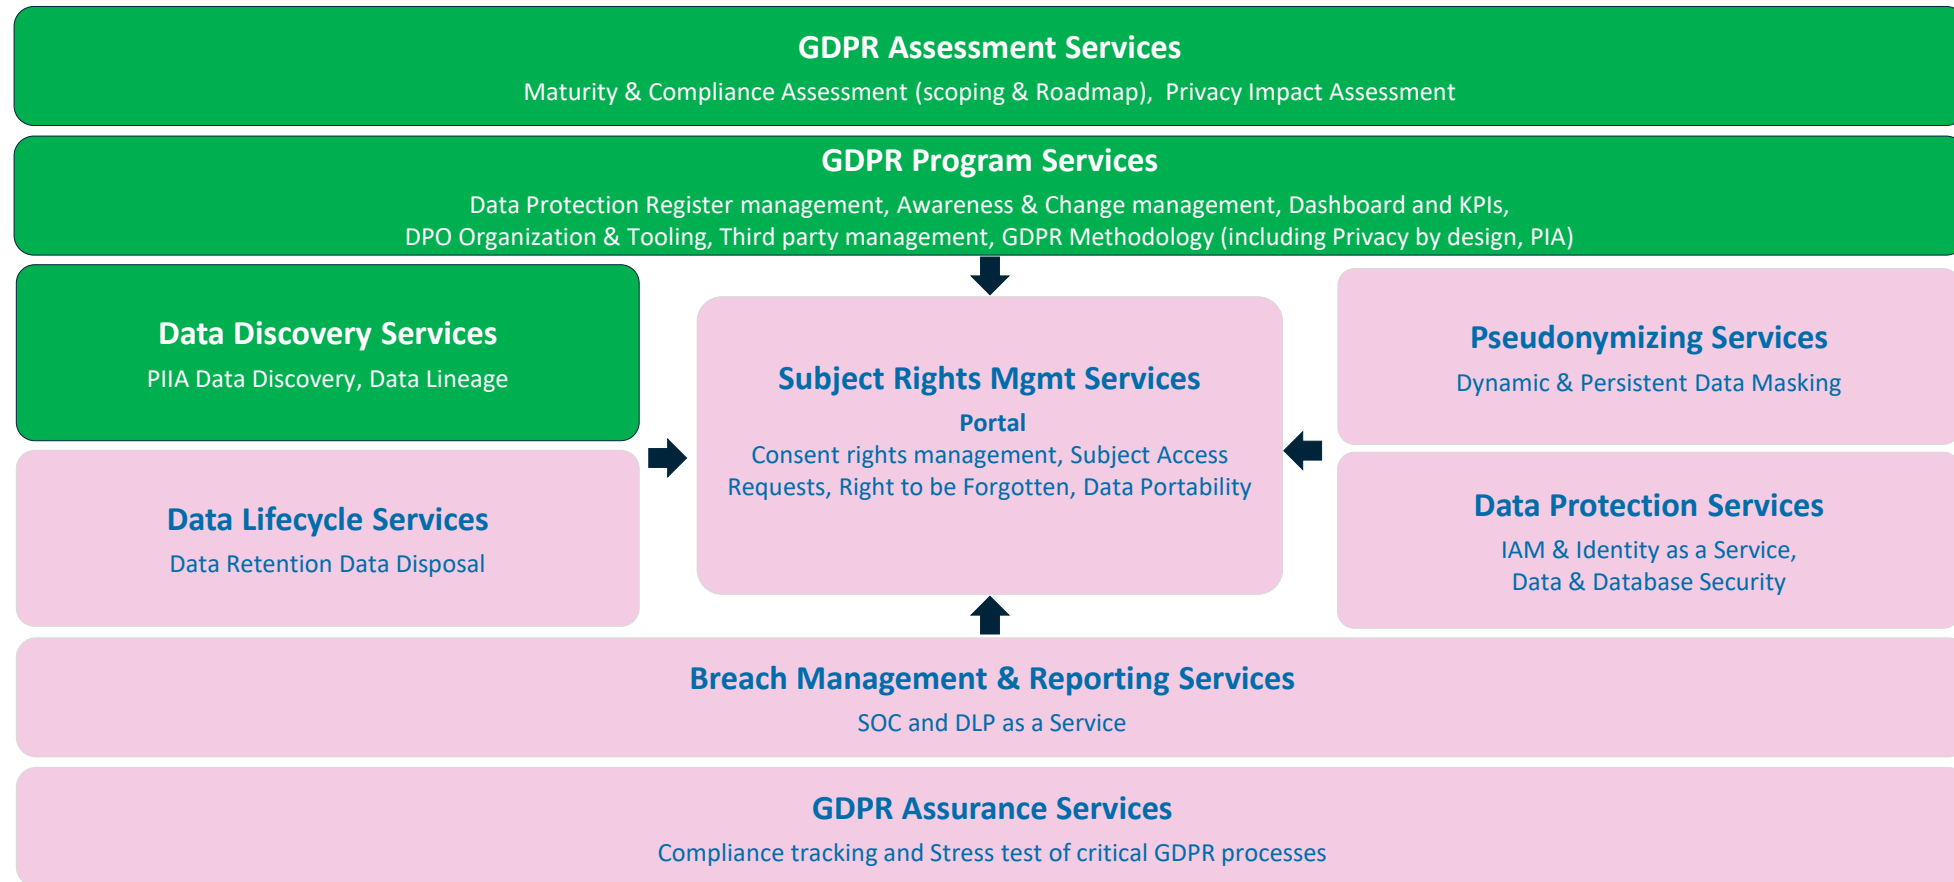 GDPR Assessment Services
Maturity & Compliance Assessment (scoping & Roadmap), Privacy Impact Assessment
GDPR Program Services
Data Protection Register management, Awareness & Change management, Dashboard and KPIs,
DPO Organization & Tooling, Third party management, GDPR Methodology (including Privacy by design, PIA)
Data Discovery Services
PIIA Data Discovery, Data Lineage
Data Lifecycle Services
Data Retention Data Disposal
Subject Rights Mgmt Services
Portal
Consent rights management, Subject Access
Requests, Right to be Forgotten, Data Portability
Pseudonymizing Services
Dynamic & Persistent Data Masking
Data Protection Services
IAM & Identity as a Service,
Data & Database Security
Breach Management & Reporting Services
SOC and DLP as a Service
GDPR Assurance Services
Compliance tracking and Stress test of critical GDPR processes